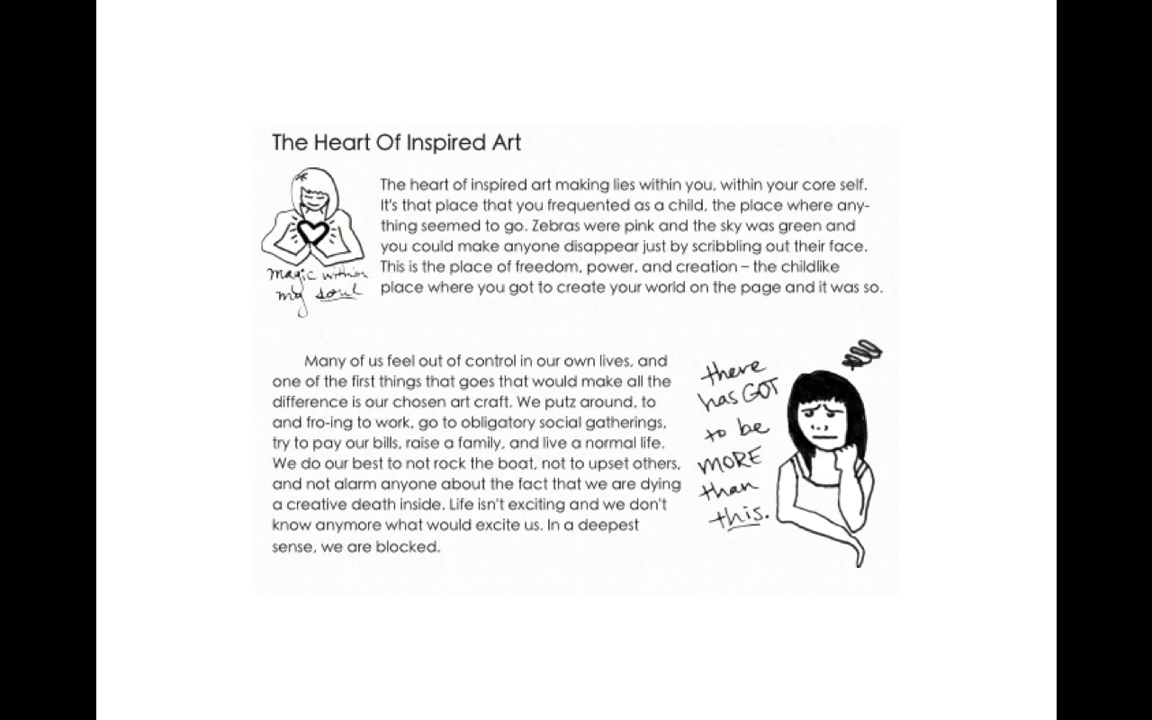 The Heart Of Inspired Art
The heart of inspired art making lies within you, within your core self.
It's that place that you frequented as a child, the place where any-
thing seemed to go. Zebras were pink and the sky was green and
you could make anyone disappear just by scribbling out their face.
This is the place of freedom, power, and creation – the childlike
place where you got to create your world on the page and it was so.
magic within
my soul
Many of us feel out of control in our own lives, and
one of the first things that goes that would make all the
difference is our chosen art craft. We putz around, to
and fro-ing to work, go to obligatory social gatherings,
try to pay our bills, raise a family, and live a normal life.
We do our best to not rock the boat, not to upset others,
and not alarm anyone about the fact that we are dying
a creative death inside. Life isn't exciting and we don't
know anymore what would excite us. In a deepest
sense, we are blocked.
there
has GOT
to be
MORE
than
this.